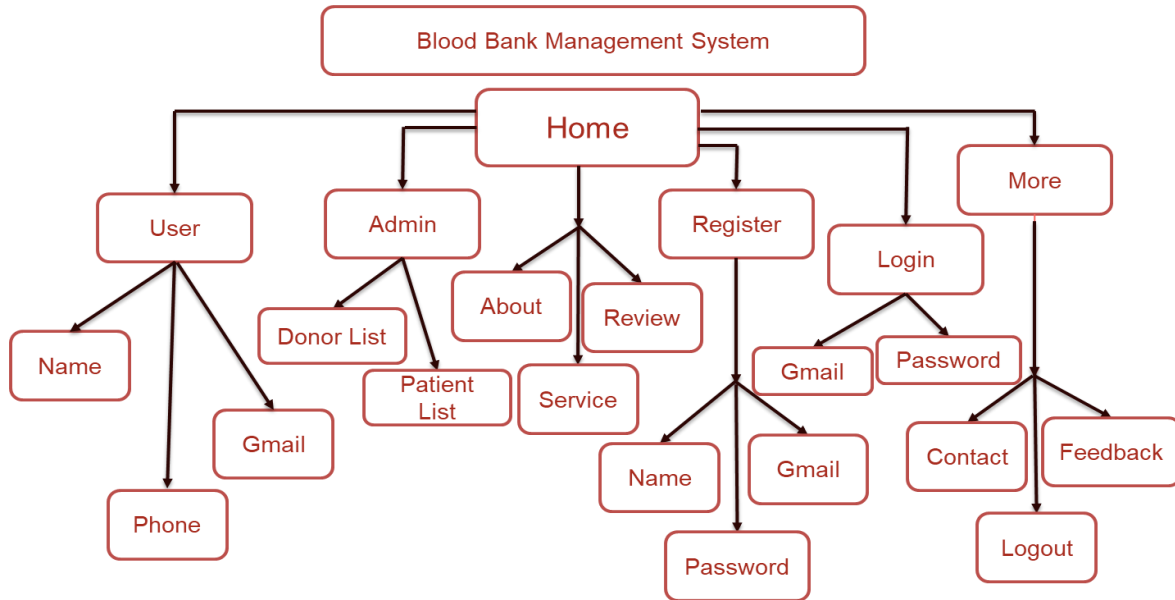 Blood Bank Management System
Home
User
Admin
Register
Login
More
Name
Phone
Gmail
Donor List
Patient
List
About
Service
Review
Name
Password
Gmail
Gmail
Password
Contact
Logout
Feedback